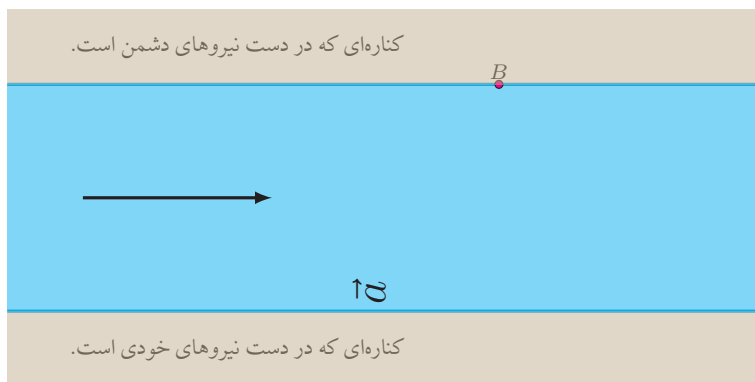 کناره‌ای که در دست نیروهای دشمن است.
B
→a
کناره‌ای که در دست نیروهای خودی است.